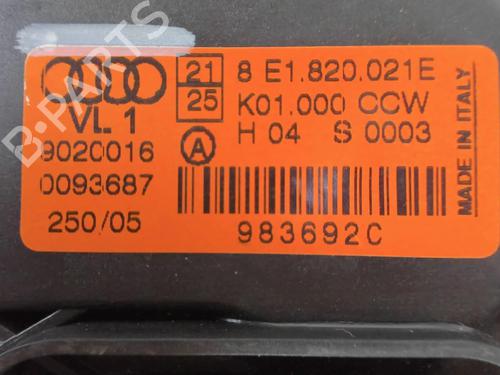 21 8 E1.820.021E
25 K01.000 CCW
VL. 1 H 04 S 0003
9020016 A
0093687
250/05 983692C
MADE IN ITALY
B-PARTS